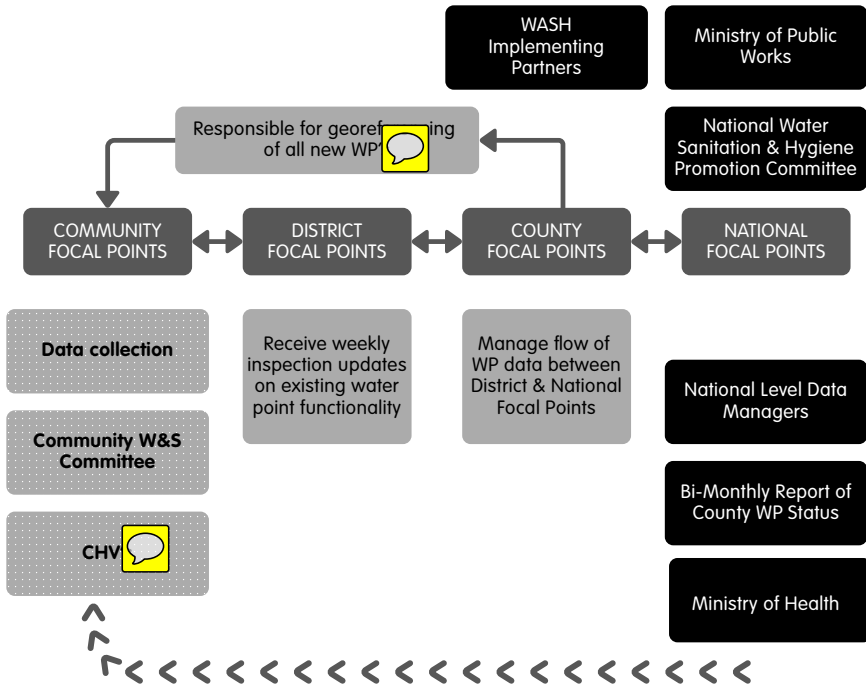 WASH
Implementing
Partners
Ministry of Public
Works
Responsible for
of all new
National Water
Sanitation & Hygiene
Promotion Committee
COMMUNITY
FOCAL POINTS
DISTRICT
FOCAL POINTS
COUNTY
FOCAL POINTS
NATIONAL
FOCAL POINTS
Data collection
Receive weekly
inspection updates
on existing water
point functionality
Manage flow of
WP data between
District & National
Focal Points
National Level Data
Managers
Community W&S
Committee
Bi-Monthly Report of
County WP Status
Ministry of Health